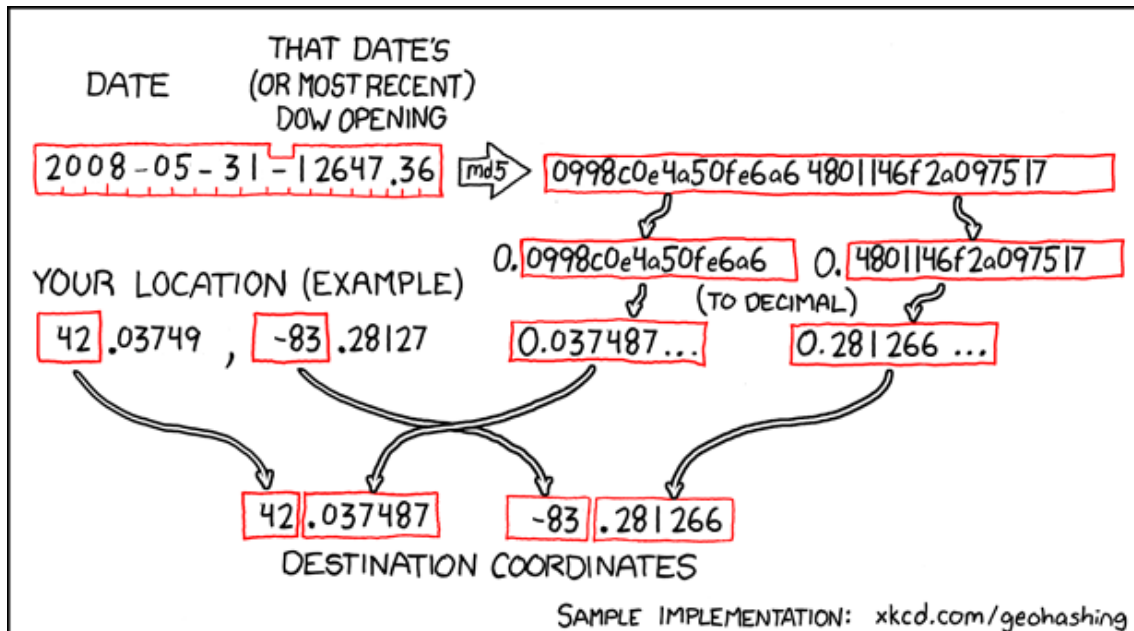 THAT DATE'S
DATE (OR MOST RECENT)
DOW OPENING
2008-05-31-12647.36 md5 0998c0e4a50fe6a6 4801146f2a097517
0.0998c0e4a50fe6a6 0.4801146f2a097517
YOUR LOCATION (EXAMPLE) (TO DECIMAL)
42.03749, -83.28127 0.037487... 0.281266...
42.037487 -83.281266
DESTINATION COORDINATES
SAMPLE IMPLEMENTATION: xkcd.com/geohashing